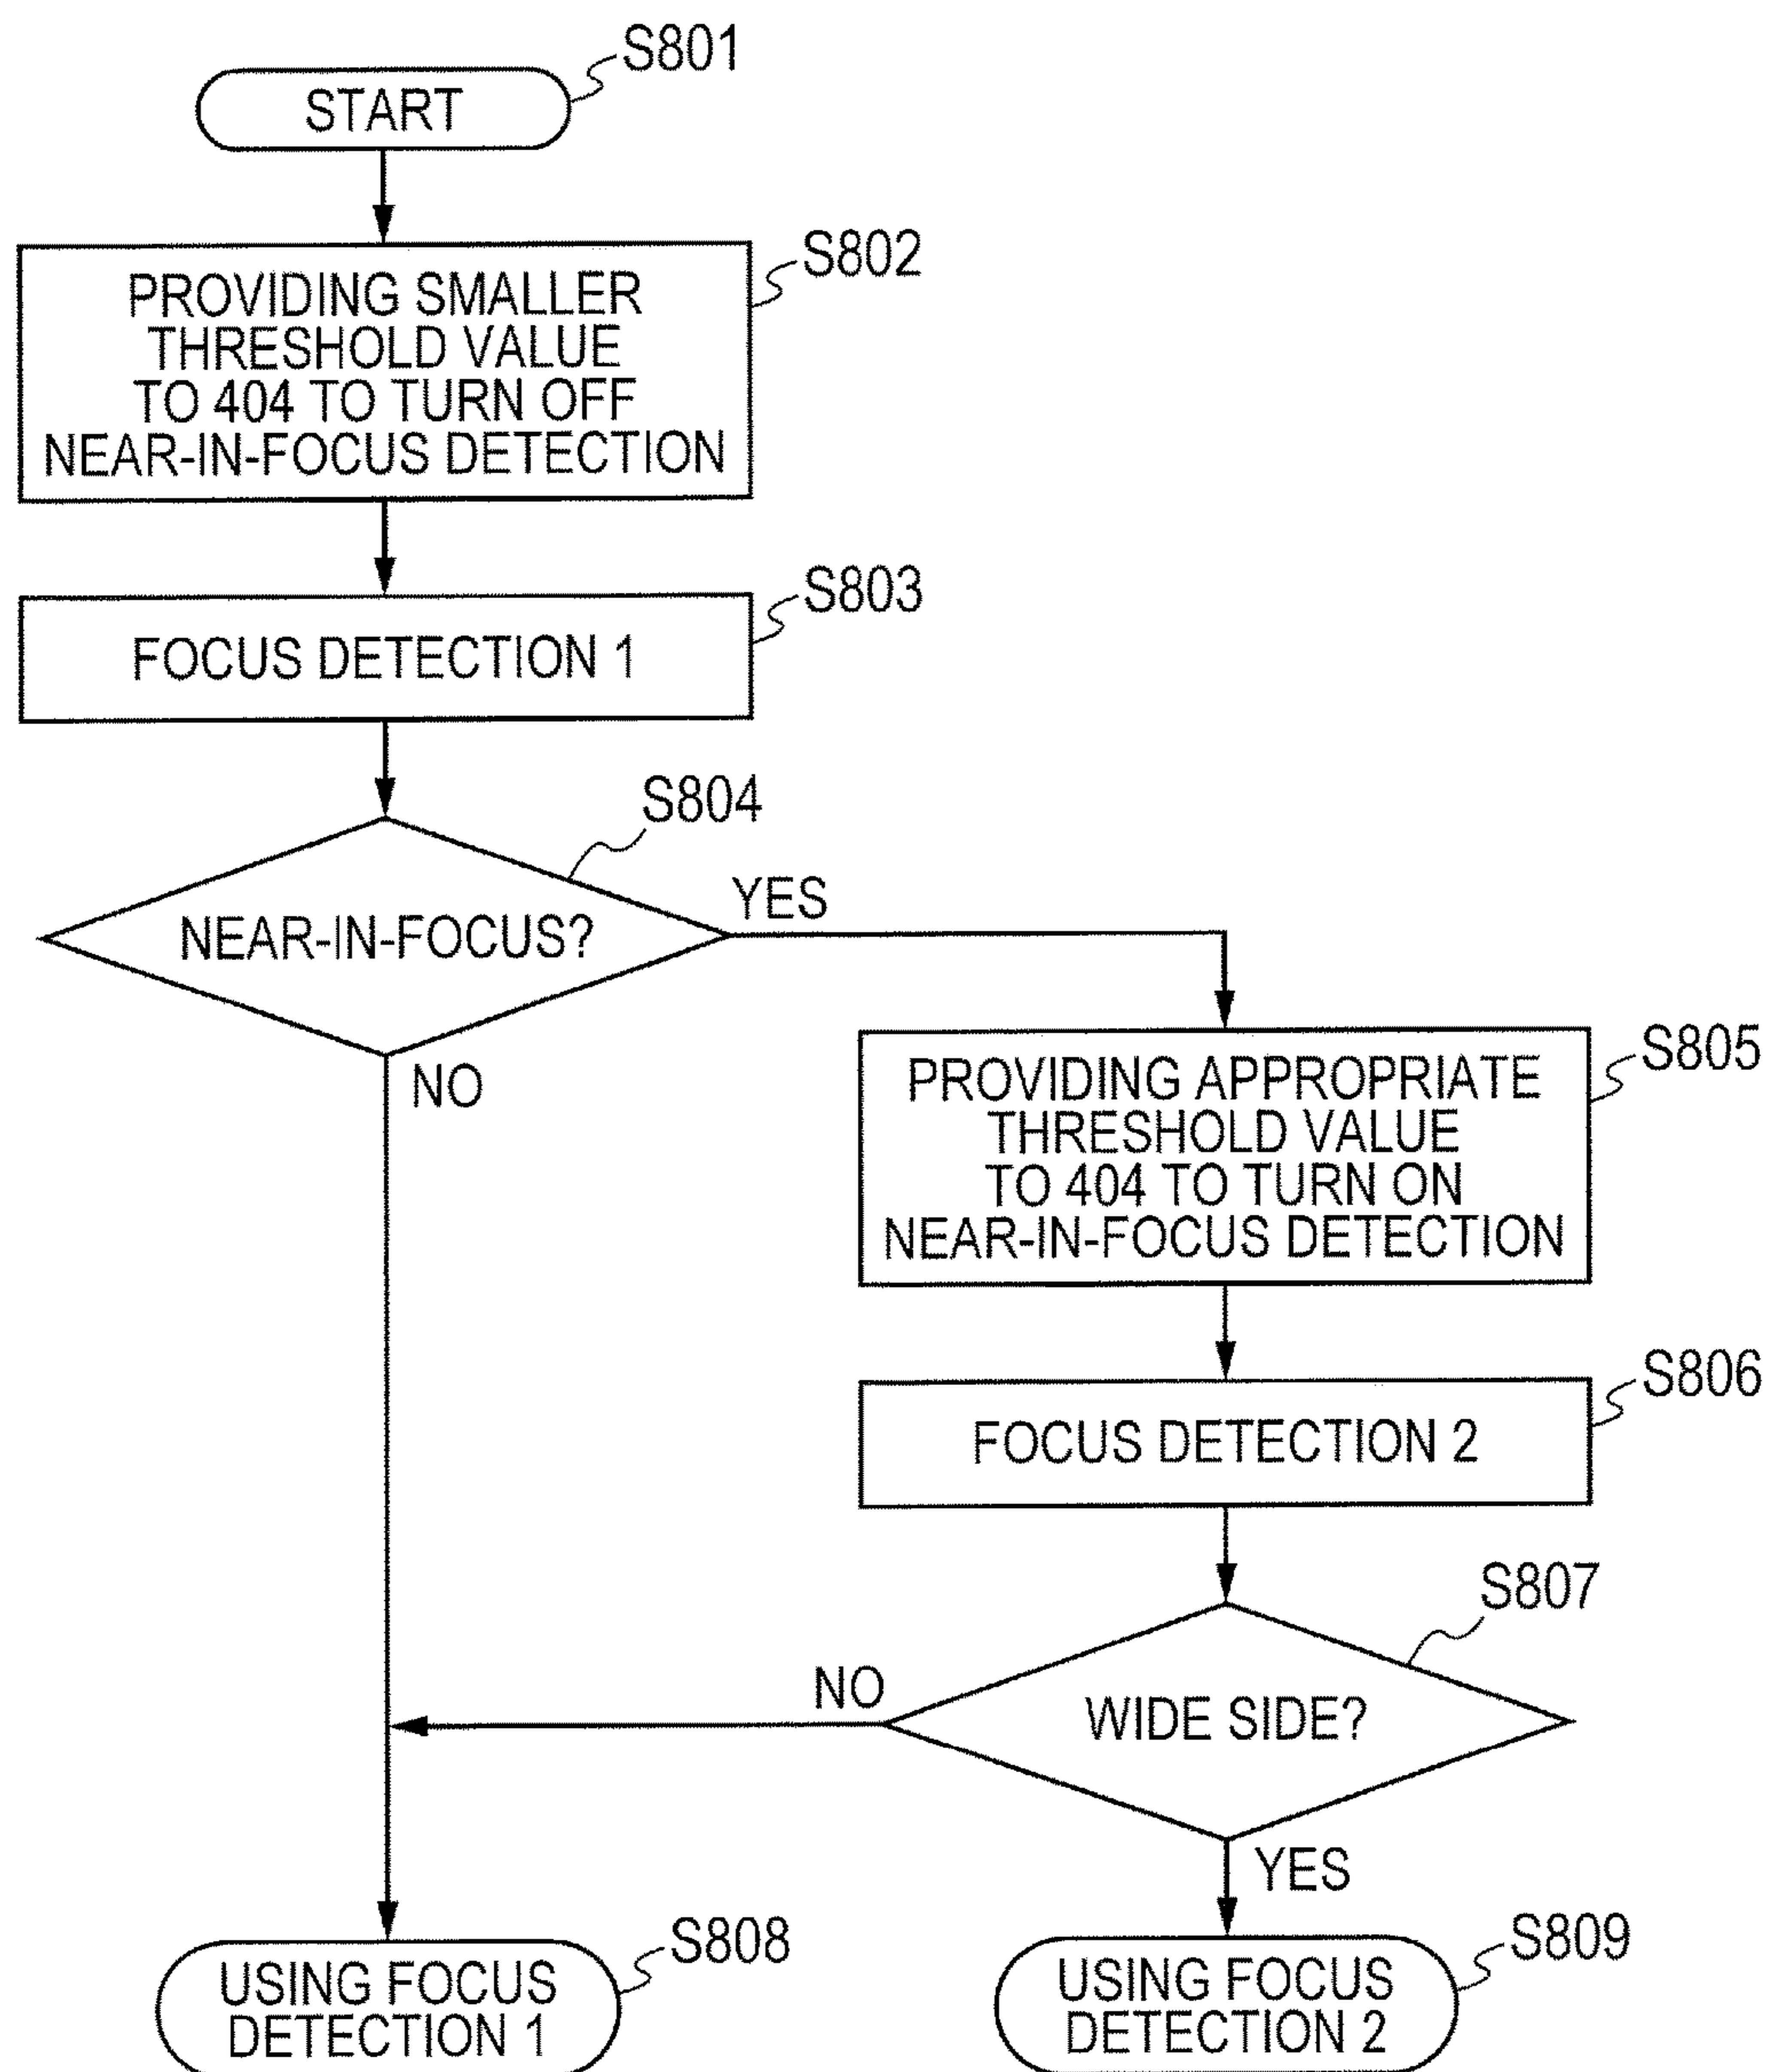 S801
START
S802
PROVIDING SMALLER
THRESHOLD VALUE
TO 404 TO TURN OFF
NEAR-IN-FOCUS DETECTION
S803
FOCUS DETECTION 1
S804
NEAR-IN-FOCUS?
YES
NO
S805
PROVIDING APPROPRIATE
THRESHOLD VALUE
TO 404 TO TURN ON
NEAR-IN-FOCUS DETECTION
S806
FOCUS DETECTION 2
S807
WIDE SIDE?
NO
YES
S808
USING FOCUS
DETECTION 1
S809
USING FOCUS
DETECTION 2